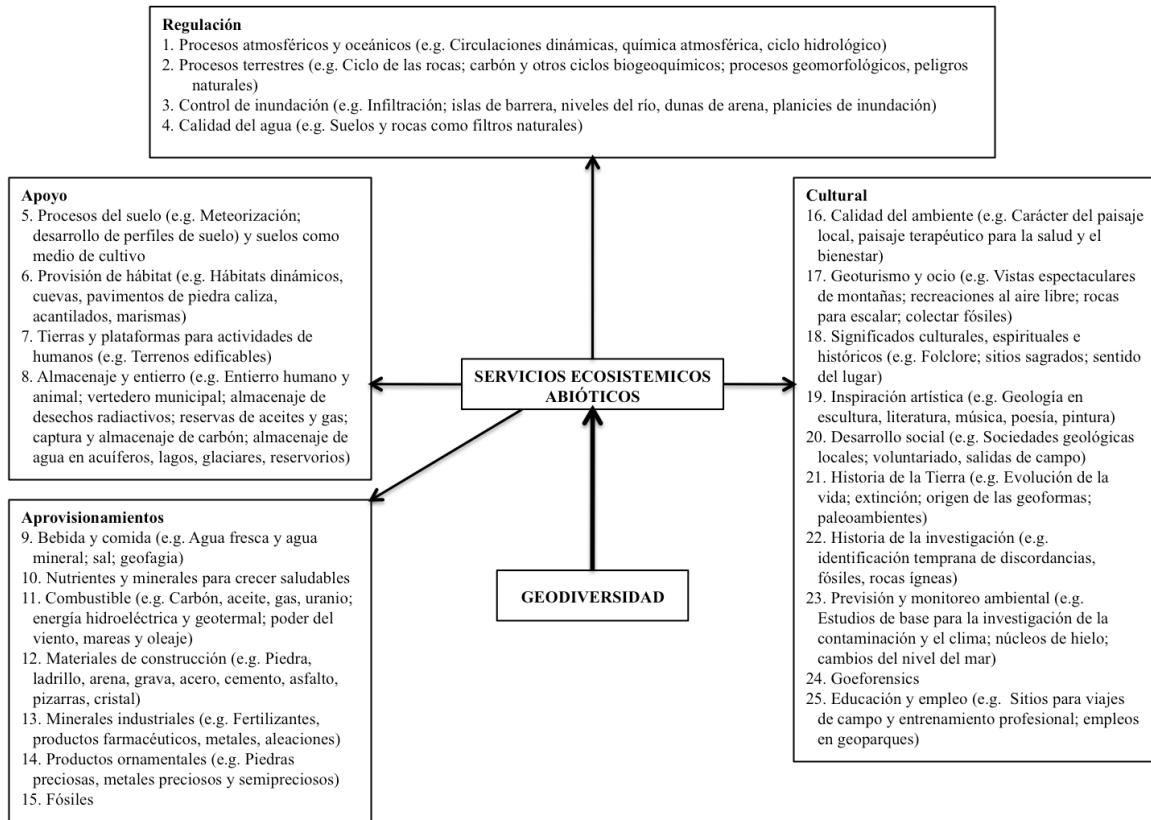 Regulación
1. Procesos atmosféricos y oceánicos (e.g. Circulaciones dinámicas, química atmosférica, ciclo hidrológico)
2. Procesos terrestres (e.g. Ciclo de las rocas; carbón y otros ciclos biogeoquímicos; procesos geomorfológicos, peligros
naturales)
3. Control de inundación (e.g. Infiltración; islas de barrera, niveles del río, dunas de arena, planicies de inundación)
4. Calidad del agua (e.g. Suelos y rocas como filtros naturales)
Apoyo
5. Procesos del suelo (e.g. Meteorización;
desarrollo de perfiles de suelo) y suelos como
medio de cultivo
6. Provisión de hábitat (e.g. Hábitats dinámicos,
cuevas, pavimentos de piedra caliza,
acantilados, marismas)
7. Tierras y plataformas para actividades de
humanos (e.g. Terrenos edificables)
8. Almacenaje y entierro (e.g. Entierro humano y
animal; vertedero municipal; almacenaje de
desechos radiactivos; reservas de aceites y gas;
captura y almacenaje de carbón; almacenaje de
agua en acuíferos, lagos, glaciares, reservorios)
Aprovisionamientos
9. Bebida y comida (e.g. Agua fresca y agua
mineral; sal; geofagia)
10. Nutrientes y minerales para crecer saludables
11. Combustible (e.g. Carbón, aceite, gas, uranio;
energía hidroeléctrica y geotermal; poder del
viento, mareas y oleaje)
12. Materiales de construcción (e.g. Piedra,
ladrillo, arena, grava, acero, cemento, asfalto,
pizarras, cristal)
13. Minerales industriales (e.g. Fertilizantes,
productos farmacéuticos, metales, aleaciones)
14. Productos ornamentales (e.g. Piedras
preciosas, metales preciosos y semipreciosos)
15. Fósiles
SERVICIOS ECOSISTEMICOS
ABIÓTICOS
GEODIVERSIDAD
Cultural
16. Calidad del ambiente (e.g. Carácter del paisaje
local, paisaje terapéutico para la salud y el
bienestar)
17. Geoturismo y ocio (e.g. Vistas espectaculares
de montañas; recreaciones al aire libre; rocas
para escalar; colectar fósiles)
18. Significados culturales, espirituales e
históricos (e.g. Folclore; sitios sagrados; sentido
del lugar)
19. Inspiración artística (e.g. Geología en
escultura, literatura, música, poesía, pintura)
20. Desarrollo social (e.g. Sociedades geológicas
locales; voluntariado, salidas de campo)
21. Historia de la Tierra (e.g. Evolución de la
vida; extinción; origen de las geoformas;
paleoambientes)
22. Historia de la investigación (e.g.
identificación temprana de discordancias,
fósiles, rocas ígneas)
23. Previsión y monitoreo ambiental (e.g.
Estudios de base para la investigación de la
contaminación y el clima; núcleos de hielo;
cambios del nivel del mar)
24. Goeforensics
25. Educación y empleo (e.g. Sitios para viajes
de campo y entrenamiento profesional; empleos
en geoparques)